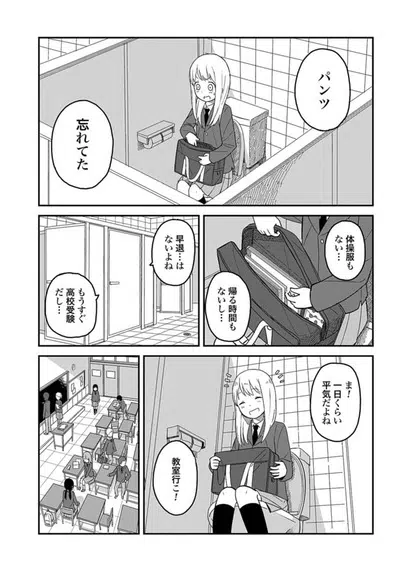 パンツ
忘れてた
体操服も
ない…
帰る時間も
ないし…
早退…は
ないよね
もうすぐ
高校受験
だし…
ま!
一日くらい
平気だよね
教室行こ!